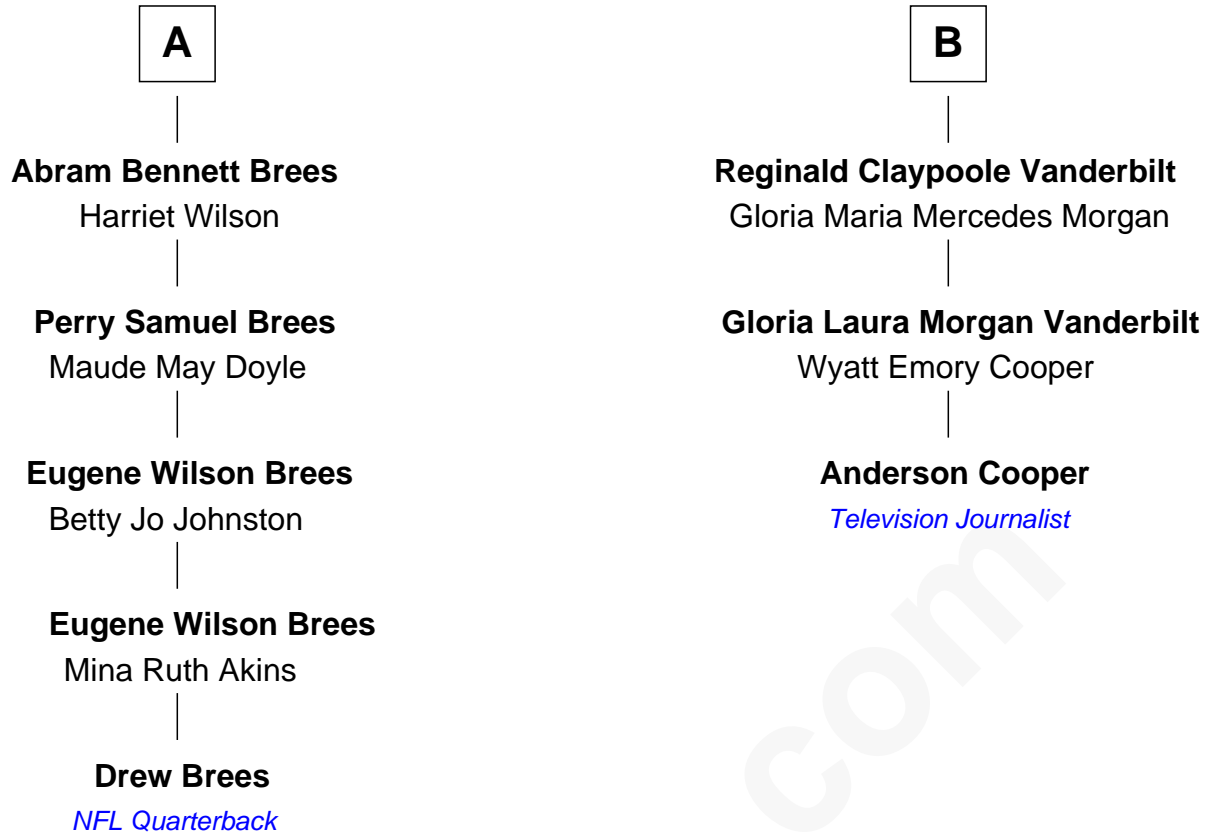 A
Abram Bennett Brees
Harriet Wilson
Perry Samuel Brees
Maude May Doyle
Eugene Wilson Brees
Betty Jo Johnston
Eugene Wilson Brees
Mina Ruth Akins
Drew Brees
NFL Quarterback
B
Reginald Claypoole Vanderbilt
Gloria Maria Mercedes Morgan
Gloria Laura Morgan Vanderbilt
Wyatt Emory Cooper
Anderson Cooper
Television Journalist
com